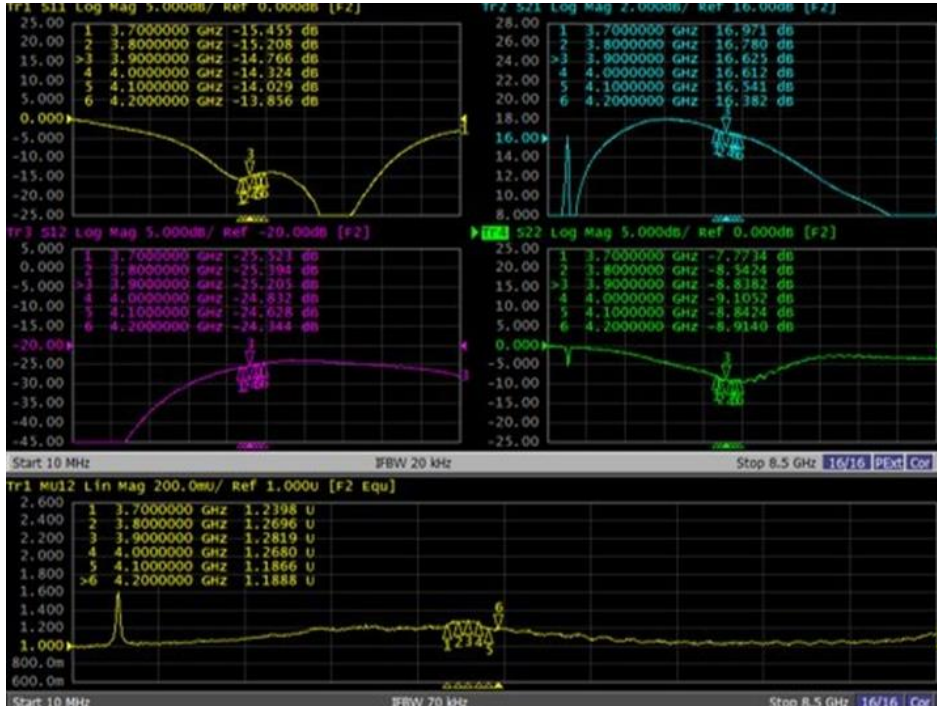 Tr1 S11 Log Mag 5.000dB/ Ref 0.000dB [F2]
25.00
20.00
15.00
10.00
5.000
0.000
-5.000
-10.00
-15.00
-20.00
-25.00
1 3.7000000 GHz -15.455 dB
2 3.8000000 GHz -15.208 dB
>3 3.9000000 GHz -14.766 dB
4 4.0000000 GHz -14.324 dB
5 4.1000000 GHz -14.029 dB
6 4.2000000 GHz -13.856 dB
3
1
Tr2 S21 Log Mag 2.000dB/ Ref 16.00dB [F2]
28.00
26.00
24.00
22.00
20.00
18.00
16.00
14.00
12.00
10.00
8.000
1 3.7000000 GHz 16.971 dB
2 3.8000000 GHz 16.780 dB
>3 3.9000000 GHz 16.625 dB
4 4.0000000 GHz 16.612 dB
5 4.1000000 GHz 16.541 dB
6 4.2000000 GHz 16.382 dB
Tr3 S12 Log Mag 5.000dB/ Ref -20.00dB [F2]
5.000
0.000
-5.000
-10.00
-15.00
-20.00
-25.00
-30.00
-35.00
-40.00
-45.00
1 3.7000000 GHz -25.523 dB
2 3.8000000 GHz -25.394 dB
>3 3.9000000 GHz -25.205 dB
4 4.0000000 GHz -24.832 dB
5 4.1000000 GHz -24.628 dB
6 4.2000000 GHz -24.344 dB
3
3
Tr4 S22 Log Mag 5.000dB/ Ref 0.000dB [F2]
25.00
20.00
15.00
10.00
5.000
0.000
-5.000
-10.00
-15.00
-20.00
-25.00
1 3.7000000 GHz -7.7734 dB
2 3.8000000 GHz -8.5424 dB
>3 3.9000000 GHz -8.8382 dB
4 4.0000000 GHz -9.1052 dB
5 4.1000000 GHz -8.8424 dB
6 4.2000000 GHz -8.9140 dB
3
Start 10 MHz IFBW 20 kHz Stop 8.5 GHz 16/16 PExt Cor
Tr1 MU12 Lin Mag 200.0mU/ Ref 1.000U [F2 Equ]
2.600
2.400
2.200
2.000
1.800
1.600
1.400
1.200
1.000
800.0m
600.0m
1 3.7000000 GHz 1.2398 U
2 3.8000000 GHz 1.2696 U
3 3.9000000 GHz 1.2819 U
4 4.0000000 GHz 1.2680 U
5 4.1000000 GHz 1.1866 U
>6 4.2000000 GHz 1.1888 U
6
1 2 3 4 5
Start 10 MHz IFBW 70 kHz Stop 8.5 GHz 16/16 Cor